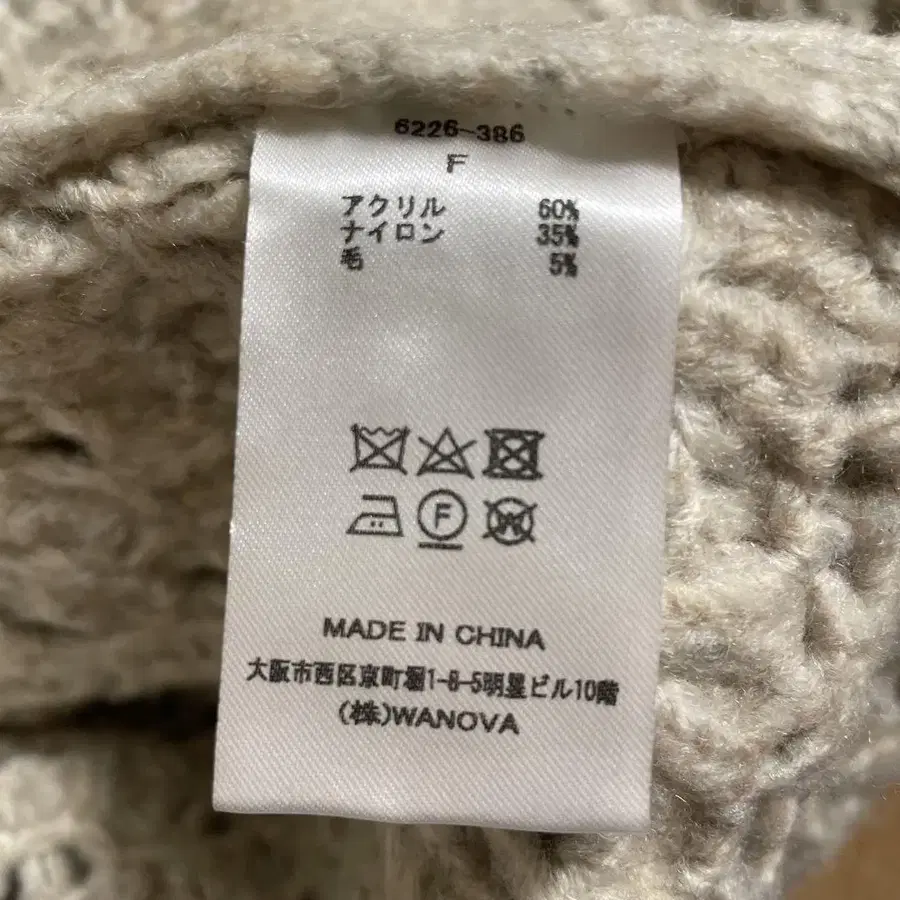 6226-386
F
アクリル 60%
ナイロン 35%
毛 5%
F
W
MADE IN CHINA
大阪市西区京町堀1-8-5明星ビル10階
(株)WANOVA